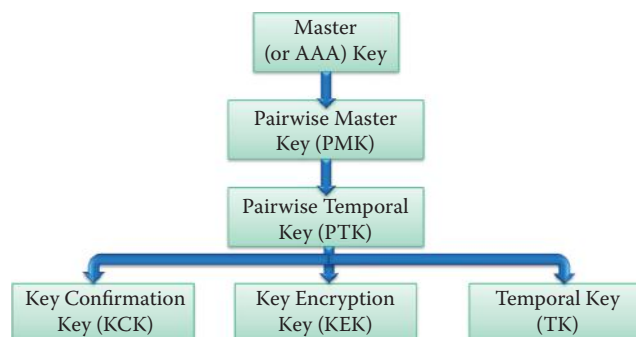 Master
(or AAA) Key
Pairwise Master
Key (PMK)
Pairwise Temporal
Key (PTK)
Key Confirmation
Key (KCK)
Key Encryption
Key (KEK)
Temporal Key
(TK)